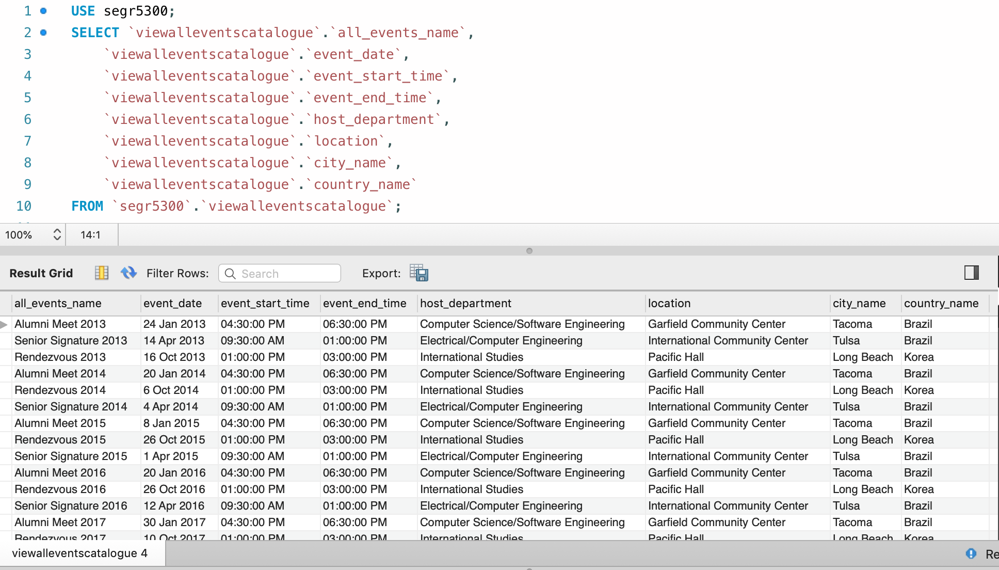 1 USE segr5300;
2 SELECT `viewalleventscatalogue`.`all_events_name`,
3 `viewalleventscatalogue`.`event_date`,
4 `viewalleventscatalogue`.`event_start_time`,
5 `viewalleventscatalogue`.`event_end_time`,
6 `viewalleventscatalogue`.`host_department`,
7 `viewalleventscatalogue`.`location`,
8 `viewalleventscatalogue`.`city_name`,
9 `viewalleventscatalogue`.`country_name`
10 FROM `segr5300`.`viewalleventscatalogue`;
100% 14:1
Result Grid Filter Rows: Search Export:
all_events_name event_date event_start_time event_end_time host_department location city_name country_name
Alumni Meet 2013 24 Jan 2013 04:30:00 PM 06:30:00 PM Computer Science/Software Engineering Garfield Community Center Tacoma Brazil
Senior Signature 2013 14 Apr 2013 09:30:00 AM 01:00:00 PM Electrical/Computer Engineering International Community Center Tulsa Brazil
Rendezvous 2013 16 Oct 2013 01:00:00 PM 03:00:00 PM International Studies Pacific Hall Long Beach Korea
Alumni Meet 2014 20 Jan 2014 04:30:00 PM 06:30:00 PM Computer Science/Software Engineering Garfield Community Center Tacoma Brazil
Rendezvous 2014 6 Oct 2014 01:00:00 PM 03:00:00 PM International Studies Pacific Hall Long Beach Korea
Senior Signature 2014 4 Apr 2014 09:30:00 AM 01:00:00 PM Electrical/Computer Engineering International Community Center Tulsa Brazil
Alumni Meet 2015 8 Jan 2015 04:30:00 PM 06:30:00 PM Computer Science/Software Engineering Garfield Community Center Tacoma Brazil
Rendezvous 2015 26 Oct 2015 01:00:00 PM 03:00:00 PM International Studies Pacific Hall Long Beach Korea
Senior Signature 2015 1 Apr 2015 09:30:00 AM 01:00:00 PM Electrical/Computer Engineering International Community Center Tulsa Brazil
Alumni Meet 2016 20 Jan 2016 04:30:00 PM 06:30:00 PM Computer Science/Software Engineering Garfield Community Center Tacoma Brazil
Rendezvous 2016 26 Oct 2016 01:00:00 PM 03:00:00 PM International Studies Pacific Hall Long Beach Korea
Senior Signature 2016 12 Apr 2016 09:30:00 AM 01:00:00 PM Electrical/Computer Engineering International Community Center Tulsa Brazil
Alumni Meet 2017 30 Jan 2017 04:30:00 PM 06:30:00 PM Computer Science/Software Engineering Garfield Community Center Tacoma Brazil
Rendezvous 2017 10 Oct 2017 01:00:00 PM 03:00:00 PM International Studies Pacific Hall Long Beach Korea
viewalleventscatalogue 4 Re